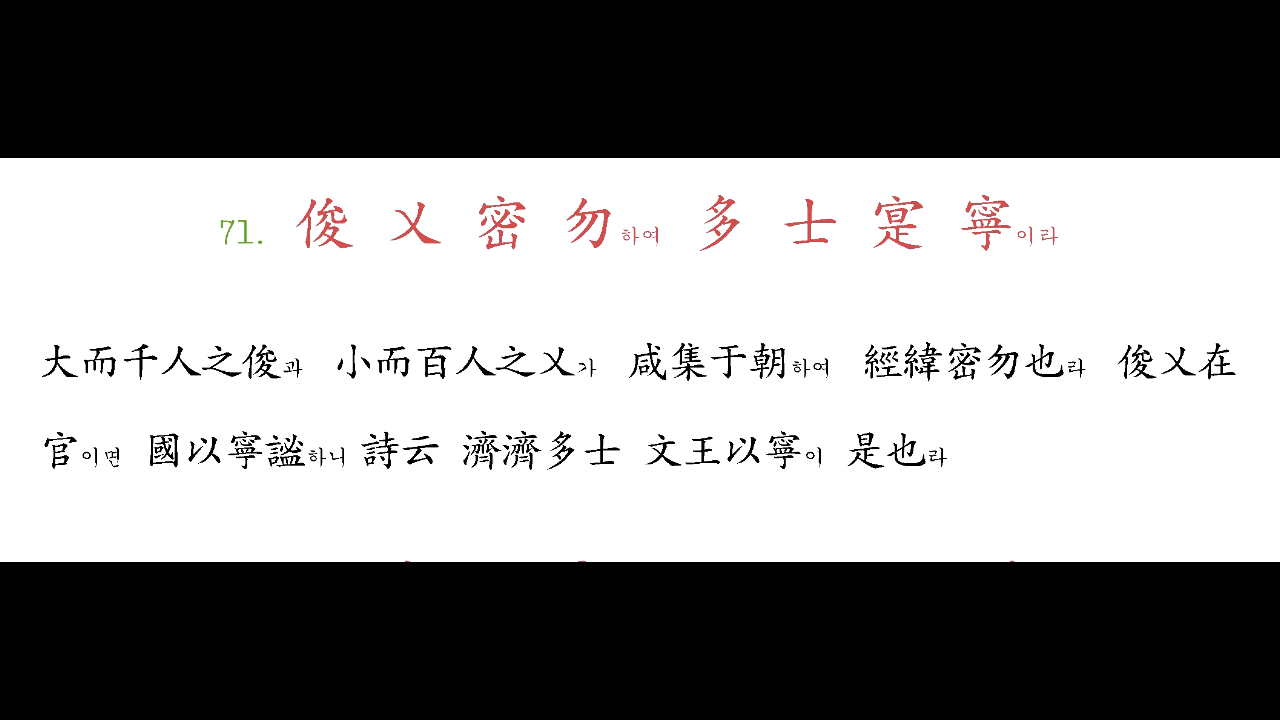 71. 俊 乂 密 勿하여 多 士 寔 寧이라
大而千人之俊과 小而百人之乂가 咸集于朝하여 經緯密勿也라 俊乂在
官이면 國以寧謐하니 詩云 濟濟多士 文王以寧이 是也라